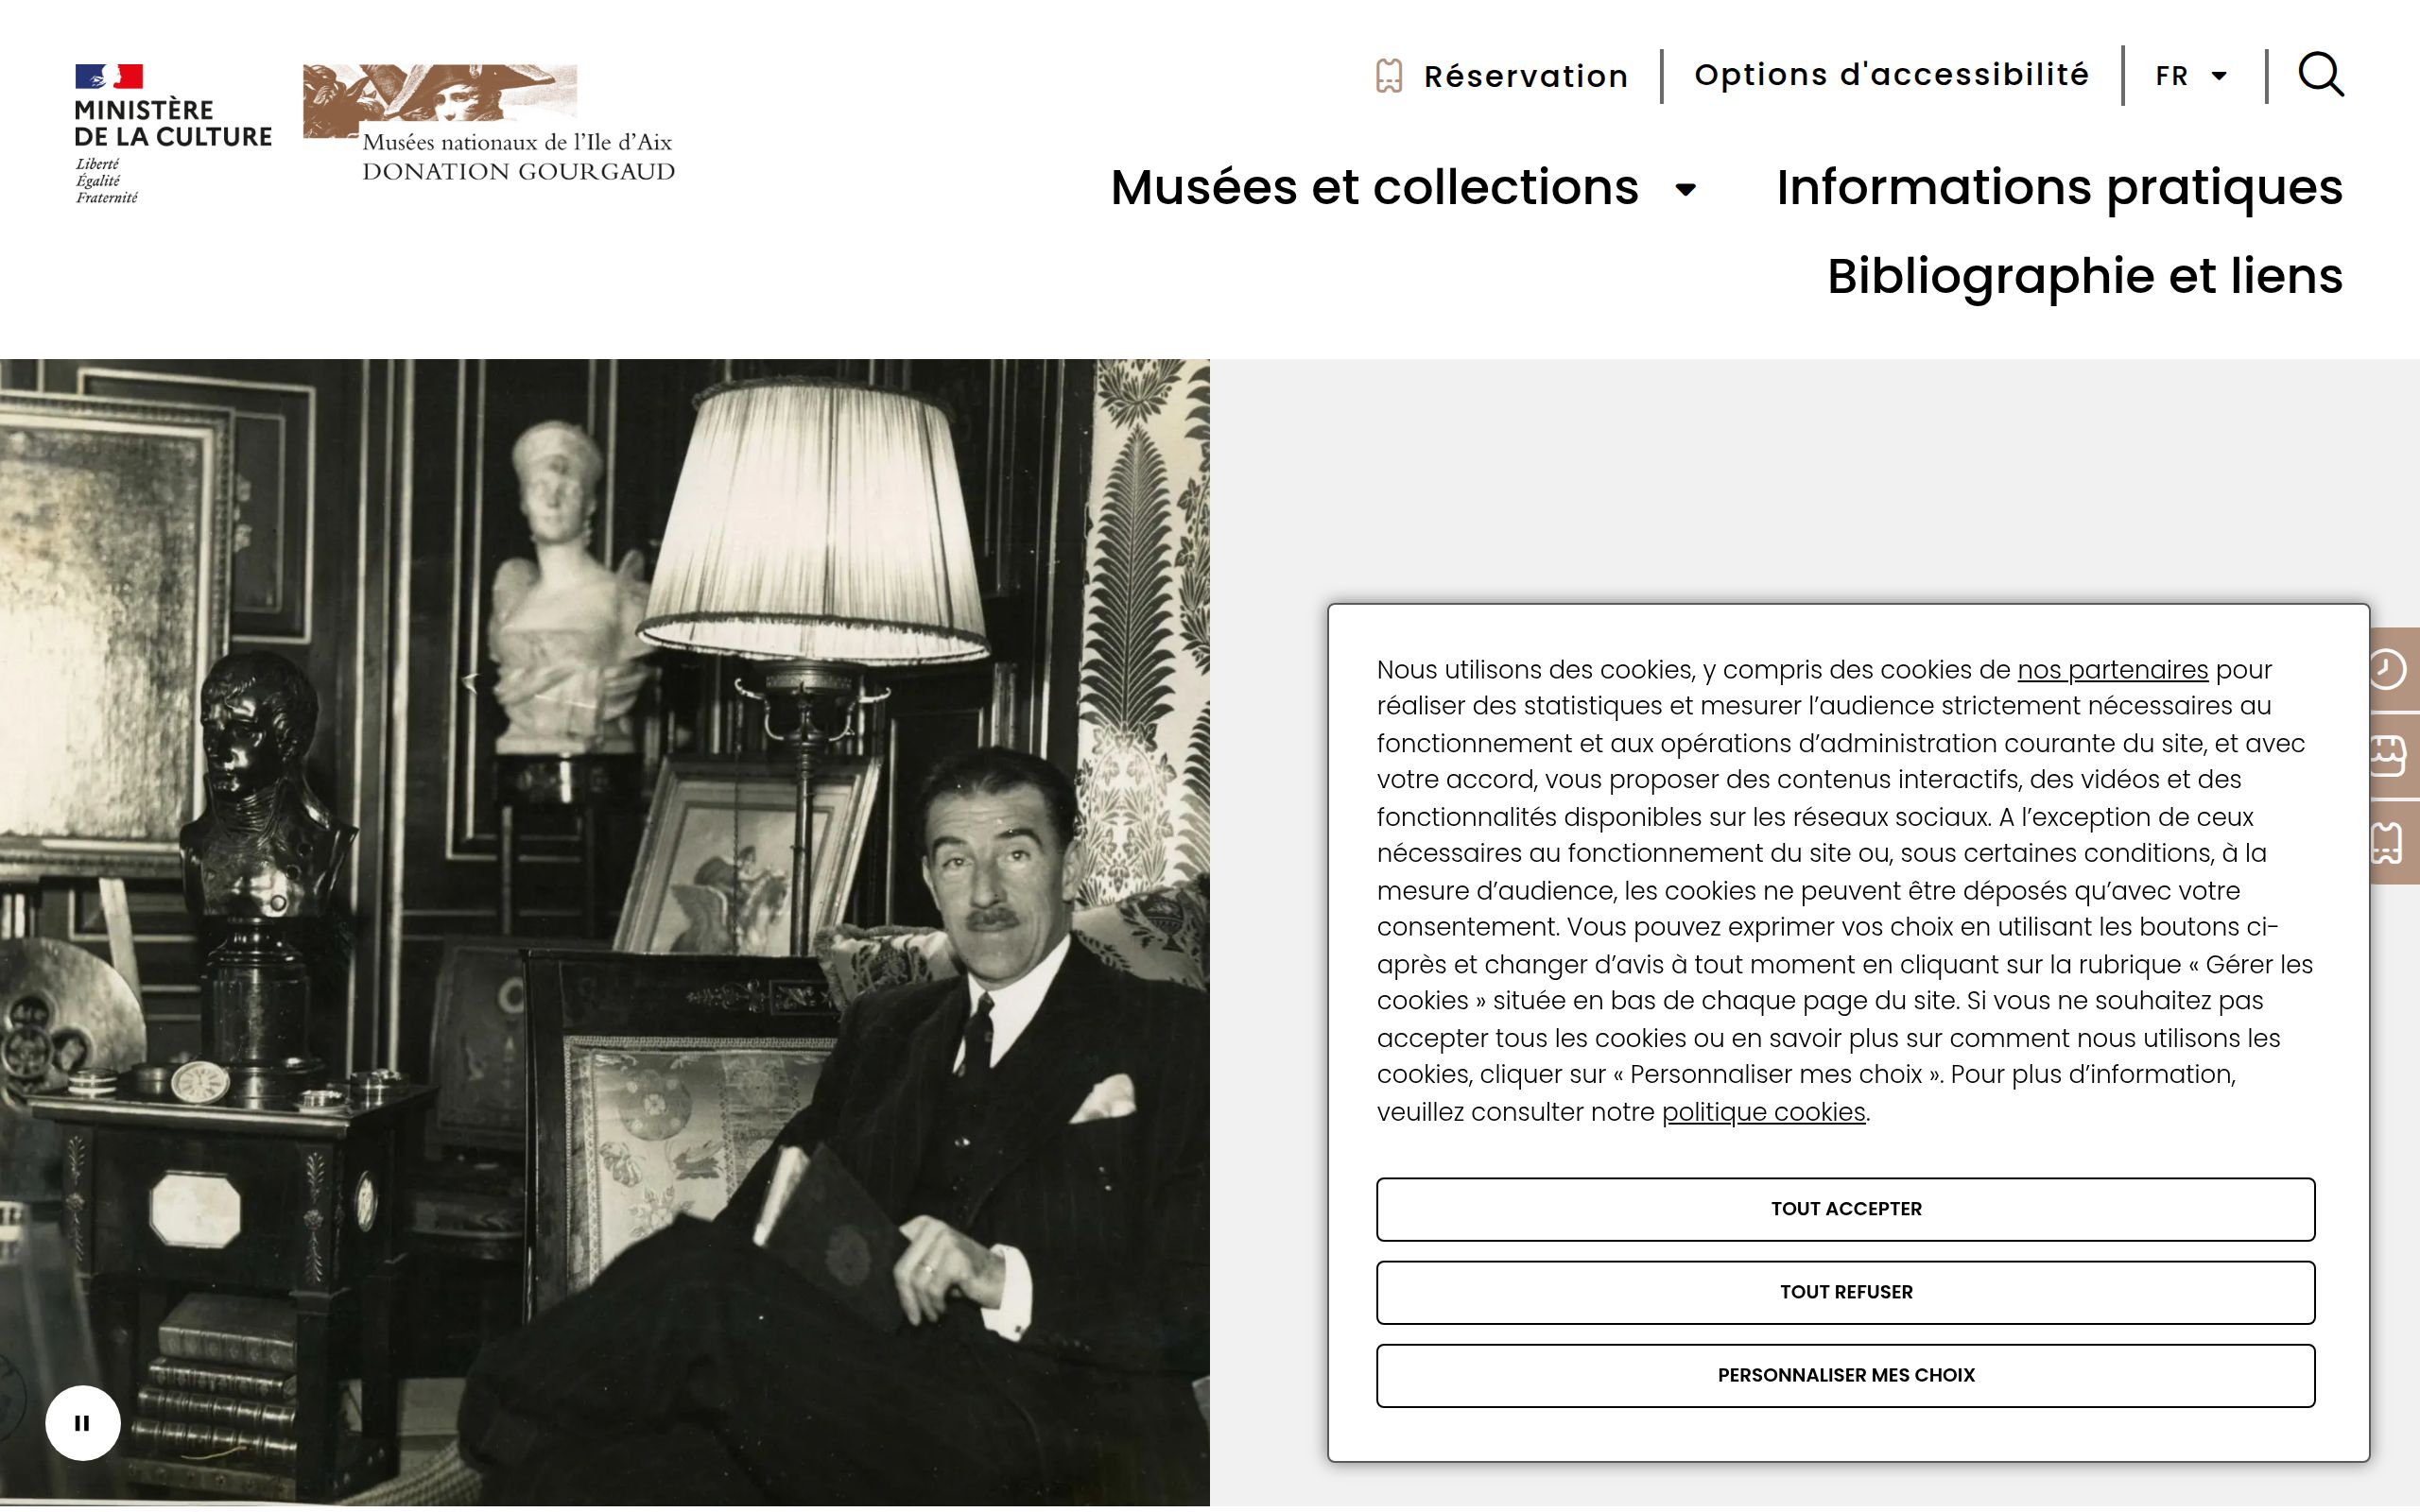 MINISTÈRE
DE LA CULTURE
Liberté
Égalité
Fraternité
Musées nationaux de l'Ile d'Aix
DONATION GOURGAUD
Réservation
Options d'accessibilité
FR
Musées et collections
Informations pratiques
Bibliographie et liens
Nous utilisons des cookies, y compris des cookies de nos partenaires pour
réaliser des statistiques et mesurer l’audience strictement nécessaires au
fonctionnement et aux opérations d’administration courante du site, et avec
votre accord, vous proposer des contenus interactifs, des vidéos et des
fonctionnalités disponibles sur les réseaux sociaux. A l’exception de ceux
nécessaires au fonctionnement du site ou, sous certaines conditions, à la
mesure d’audience, les cookies ne peuvent être déposés qu’avec votre
consentement. Vous pouvez exprimer vos choix en utilisant les boutons ci-
après et changer d’avis à tout moment en cliquant sur la rubrique « Gérer les
cookies » située en bas de chaque page du site. Si vous ne souhaitez pas
accepter tous les cookies ou en savoir plus sur comment nous utilisons les
cookies, cliquer sur « Personnaliser mes choix ». Pour plus d’information,
veuillez consulter notre politique cookies.
TOUT ACCEPTER
TOUT REFUSER
PERSONNALISER MES CHOIX